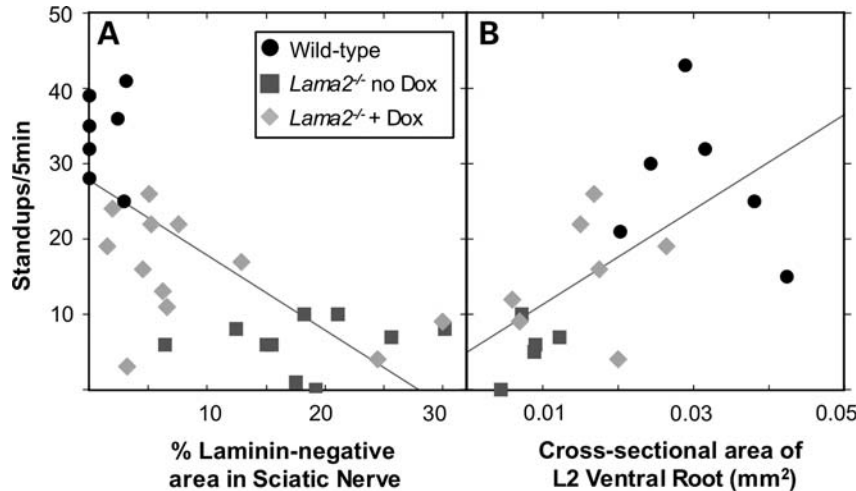 A
B
Wild-type
Lama2-/- no Dox
Lama2-/- + Dox
Standups/5min
50
40
30
20
10
10
20
30
0.01
0.03
0.05
% Laminin-negative
area in Sciatic Nerve
Cross-sectional area of
L2 Ventral Root (mm²)